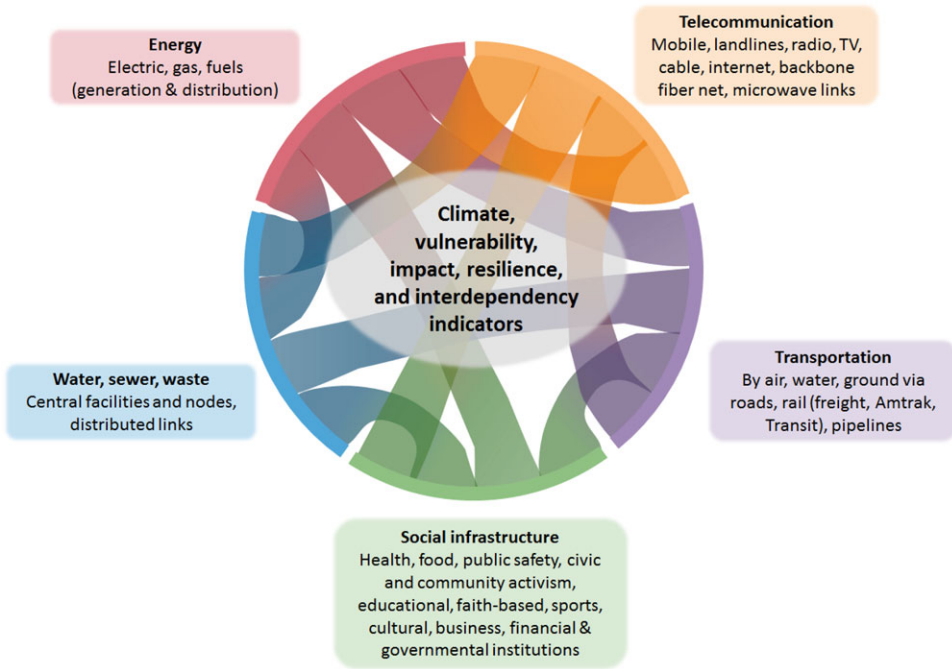 Energy
Electric, gas, fuels
(generation & distribution)
Telecommunication
Mobile, landlines, radio, TV,
cable, internet, backbone
fiber net, microwave links
Climate,
vulnerability,
impact, resilience,
and interdependency
indicators
Water, sewer, waste
Central facilities and nodes,
distributed links
Transportation
By air, water, ground via
roads, rail (freight, Amtrak,
Transit), pipelines
Social infrastructure
Health, food, public safety, civic
and community activism,
educational, faith-based, sports,
cultural, business, financial &
governmental institutions